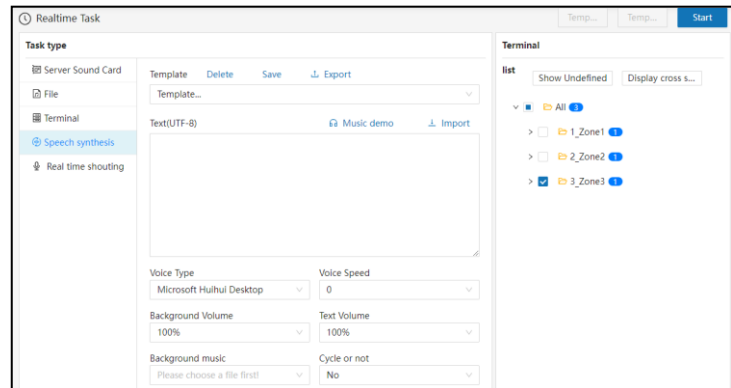 Realtime Task
Temp...
Temp...
Start
Task type
Server Sound Card
File
Terminal
Speech synthesis
Real time shouting
Template Delete Save Export
Template...
Text(UTF-8) Music demo Import
Voice Type Voice Speed
Microsoft Huihui Desktop 0
Background Volume Text Volume
100% 100%
Background music Cycle or not
Please choose a file first! No
Terminal
list
Show Undefined Display cross s...
All 3
1_Zone1 1
2_Zone2 1
3_Zone3 1